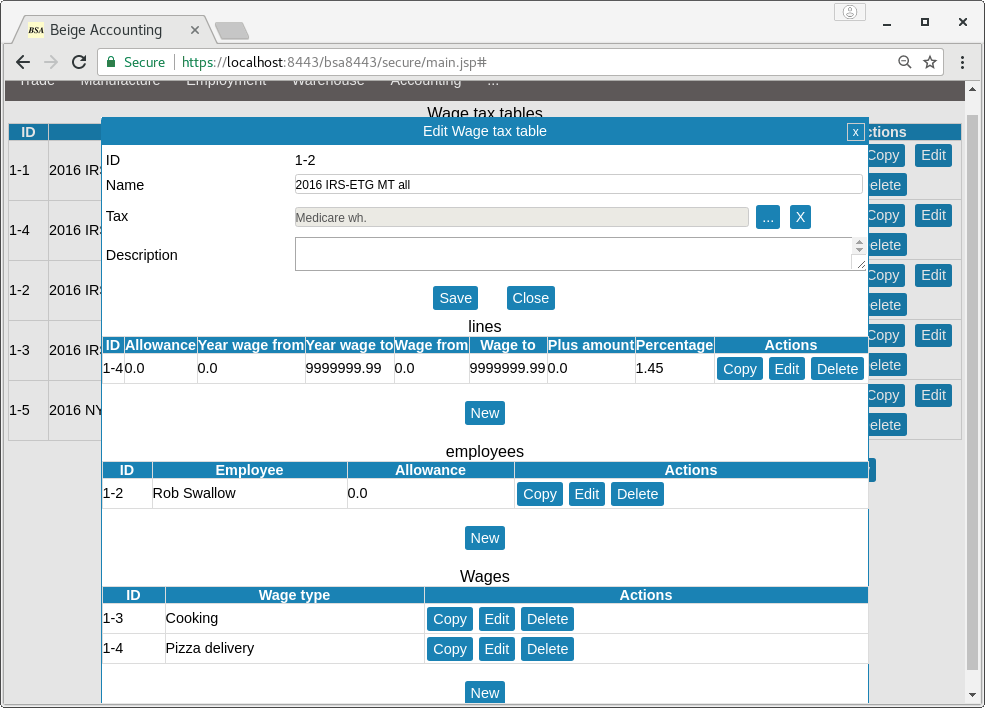 BSA Beige Accounting
Secure https://localhost:8443/bsa8443/secure/main.jsp#
Trade Manufacture Employment Warehouse Accounting ...
Wage tax tables
ID
Edit Wage tax table x
1-1 2016 IRS Copy Edit
1-4 2016 IRS Copy Edit
1-2 2016 IRS Copy Edit
1-3 2016 IRS Copy Edit
1-5 2016 NY Copy Edit
ID 1-2
Name 2016 IRS-ETG MT all
Tax Medicare wh. ... X
Description
Save Close
lines
ID Allowance Year wage from Year wage to Wage from Wage to Plus amount Percentage Actions
1-4 0.0 0.0 9999999.99 0.0 9999999.99 0.0 1.45 Copy Edit Delete
New
employees
ID Employee Allowance Actions
1-2 Rob Swallow 0.0 Copy Edit Delete
New
Wages
ID Wage type Actions
1-3 Cooking Copy Edit Delete
1-4 Pizza delivery Copy Edit Delete
New